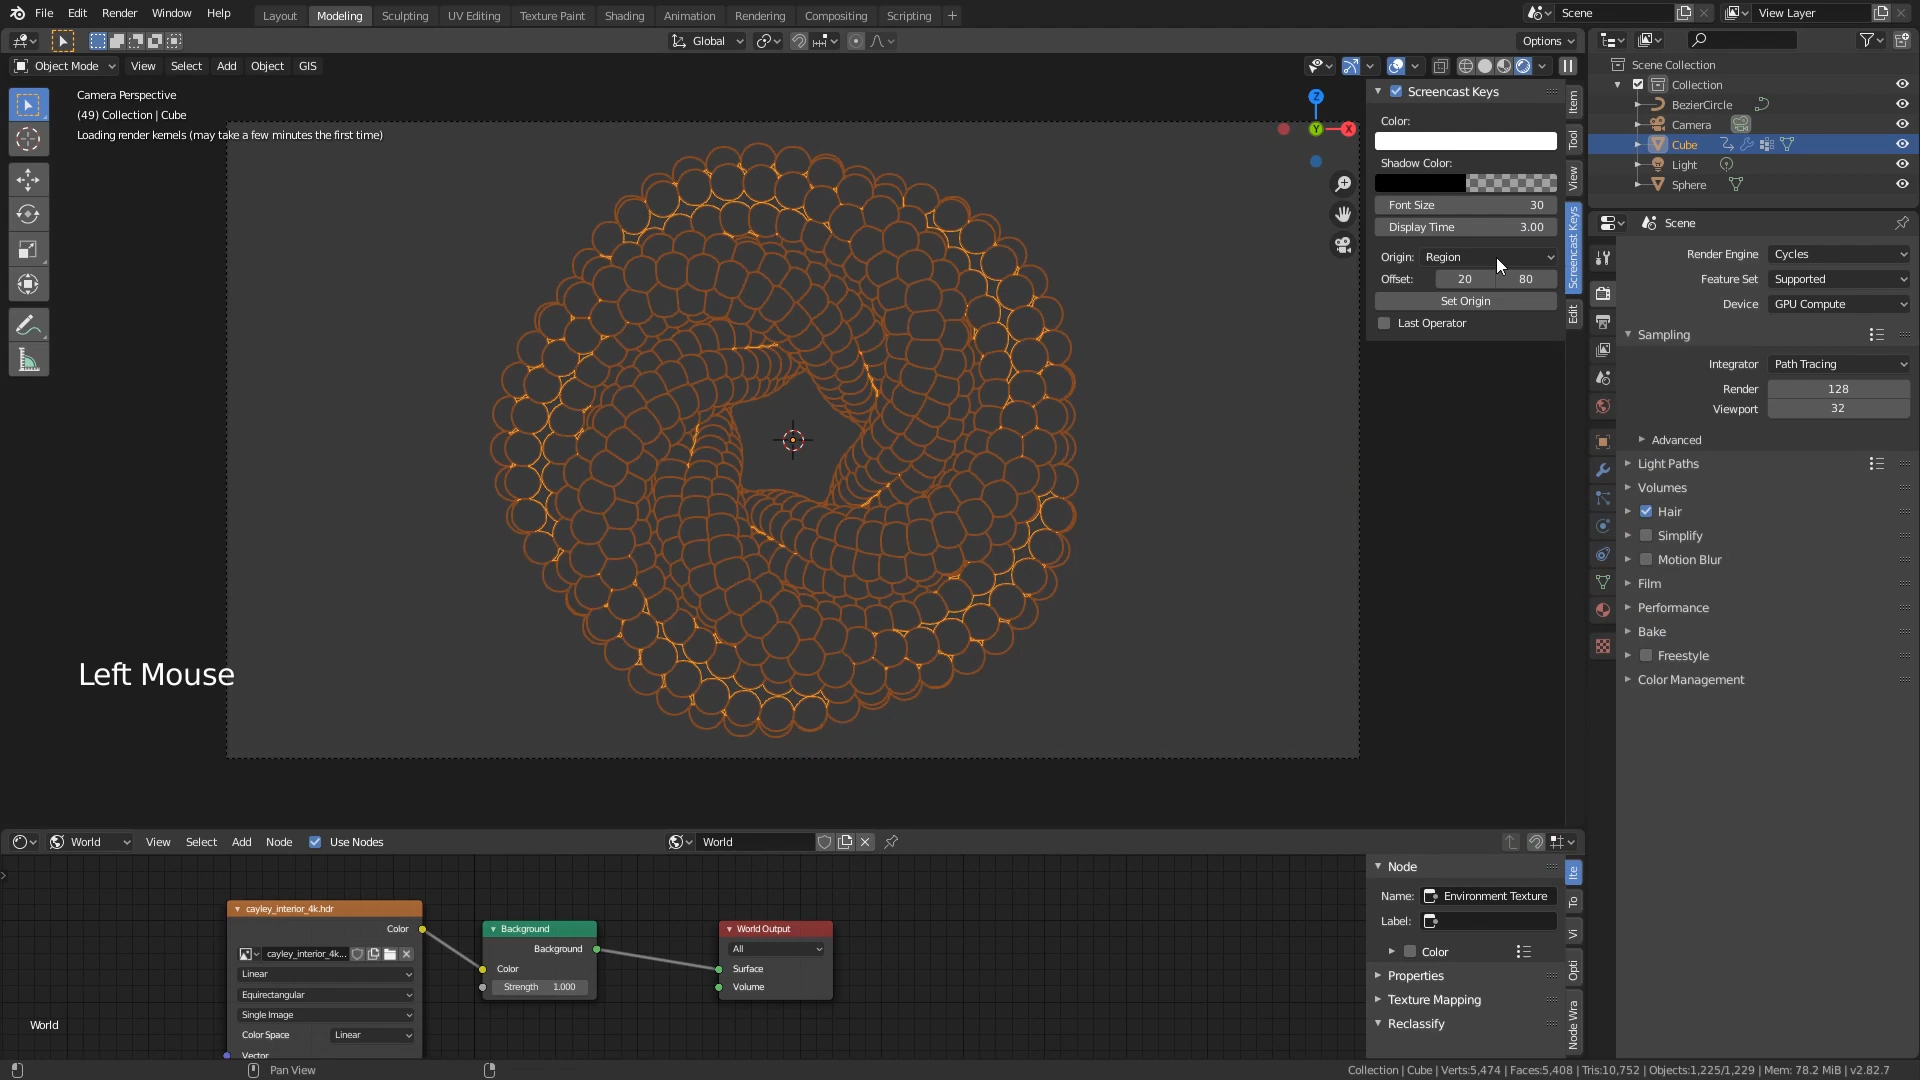 File Edit Render Window Help Layout Modeling Sculpting UV Editing Texture Paint Shading Animation Rendering Compositing Scripting + Scene View Layer
Global Options
Object Mode View Select Add Object GIS
Camera Perspective
(49) Collection | Cube
Loading render kernels (may take a few minutes the first time)
Z
Y
X
Left Mouse
Screencast Keys
Color:
Shadow Color:
Font Size 30
Display Time 3.00
Origin: Region
Offset: 20 80
Set Origin
Last Operator
Item
Tool
View
Screencast Keys
Edit
Scene Collection
Collection
BezierCircle
Camera
Cube
Light
Sphere
Scene
Render Engine Cycles
Feature Set Supported
Device GPU Compute
Sampling
Integrator Path Tracing
Render 128
Viewport 32
Advanced
Light Paths
Volumes
Hair
Simplify
Motion Blur
Film
Performance
Bake
Freestyle
Color Management
World View Select Add Node Use Nodes World
cayley_interior_4k.hdr
Color
cayley_interior_4k...
Linear
Equirectangular
Single Image
Color Space Linear
Vector
Background
Background
Color
Strength 1.000
World Output
All
Surface
Volume
World
Node
Name: Environment Texture
Label:
Color
Properties
Texture Mapping
Reclassify
Ite
To
Vi
Opti
Node Wra
Pan View
Collection | Cube | Verts:5,474 | Faces:5,408 | Tris:10,752 | Objects:1,225/1,229 | Mem: 78.2 MiB | v2.82.7